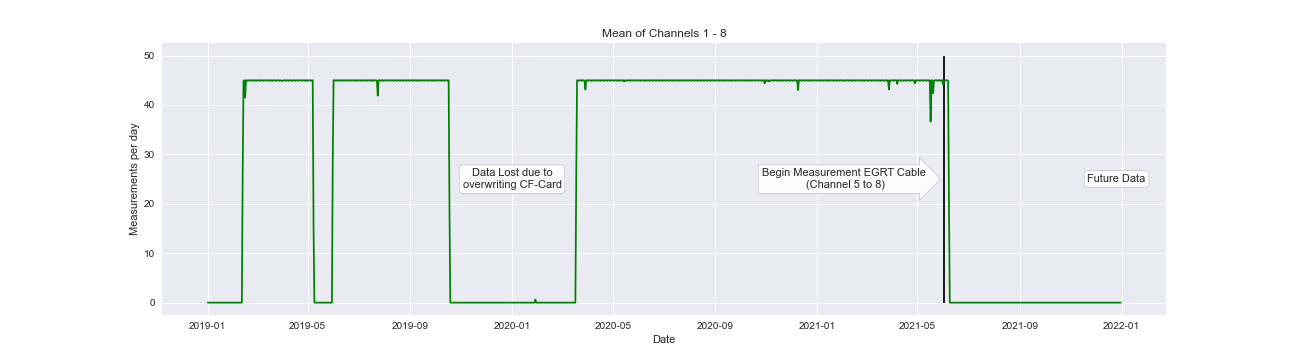 Mean of Channels 1 - 8
Measurements per day
50
40
30
20
10
0
Data Lost due to
overwriting CF-Card
Begin Measurement EGRT Cable
(Channel 5 to 8)
Future Data
2019-01
2019-05
2019-09
2020-01
2020-05
2020-09
2021-01
2021-05
2021-09
2022-01
Date